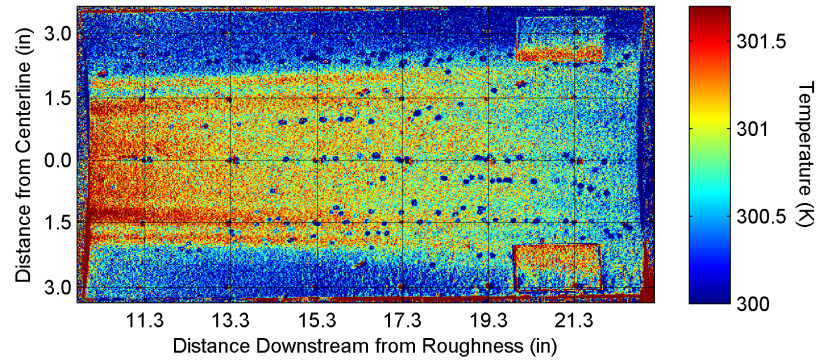 3.0
1.5
0.0
1.5
3.0
Distance from Centerline (in)
11.3 13.3 15.3 17.3 19.3 21.3
Distance Downstream from Roughness (in)
301.5
301
300.5
300
Temperature (K)